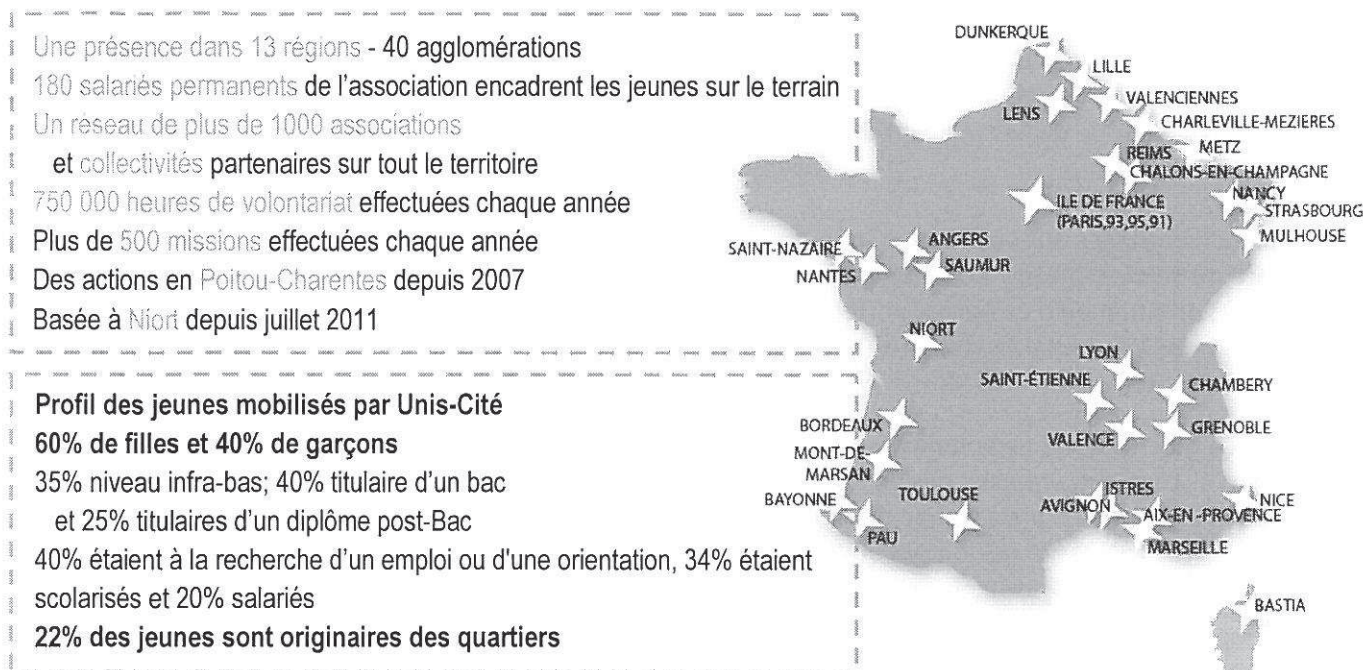 Une présence dans 13 régions - 40 agglomérations
180 salariés permanents de l'association encadrent les jeunes sur le terrain
Un réseau de plus de 1000 associations
et collectivités partenaires sur tout le territoire
750 000 heures de volontariat effectuées chaque année
Plus de 500 missions effectuées chaque année
Des actions en Poitou-Charentes depuis 2007
Basée à Niort depuis juillet 2011
Profil des jeunes mobilisés par Unis-Cité
60% de filles et 40% de garçons
35% niveau infra-bas; 40% titulaire d'un bac
et 25% titulaires d'un diplôme post-Bac
40% étaient à la recherche d'un emploi ou d'une orientation, 34% étaient
scolarisés et 20% salariés
22% des jeunes sont originaires des quartiers
DUNKERQUE
LILLE
LENS
VALENCIENNES
CHARLEVILLE-MEZIERES
METZ
REIMS
CHALONS-EN-CHAMPAGNE
NANCY
ILE DE FRANCE
(PARIS,93,95,91)
STRASBOURG
MULHOUSE
SAINT-NAZAIRE
ANGERS
NANTES
SAUMUR
NIORT
LYON
SAINT-ÉTIENNE
CHAMBERY
BORDEAUX
VALENCE
GRENOBLE
MONT-DE-
MARSAN
BAYONNE
TOULOUSE
PAU
ISTRES
AVIGNON
NICE
AIX-EN -PROVENCE
MARSEILLE
BASTIA